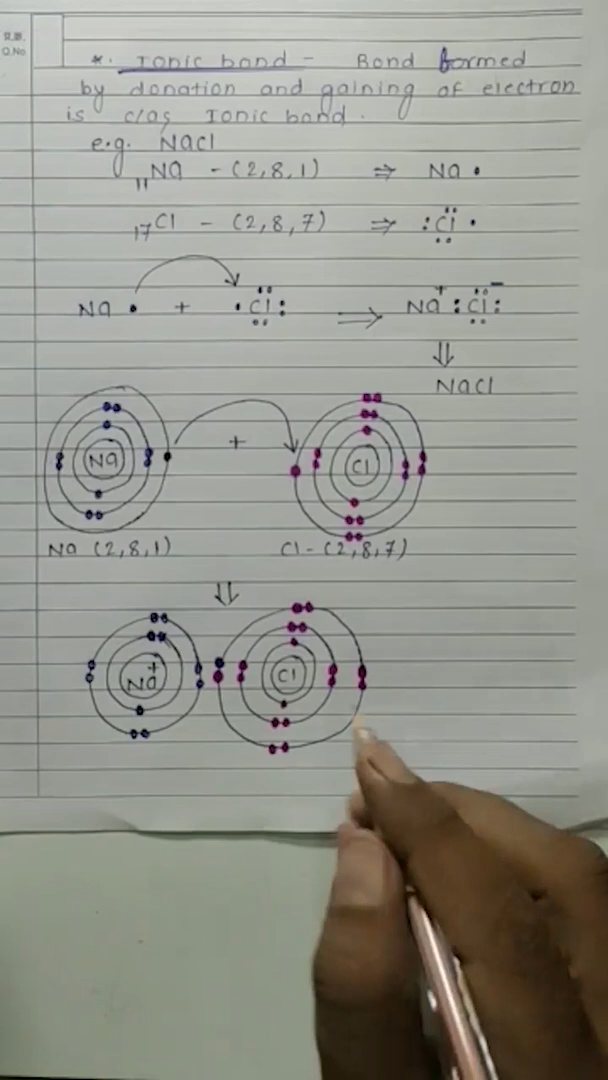 Q.No.
*. Ionic bond - Bond formed
by donation and gaining of electron
is c/as Ionic bond.
e.g. NaCl
₁₁Na - (2,8,1) ⇒ Na •
₁₇Cl - (2,8,7) ⇒ :Cl •
Na • + •Cl: ⇒ Na⁺ :Cl:⁻
⇓
NaCl
Na + Cl
Na (2,8,1) Cl - (2,8,7)
⇓
Na⁺ Cl